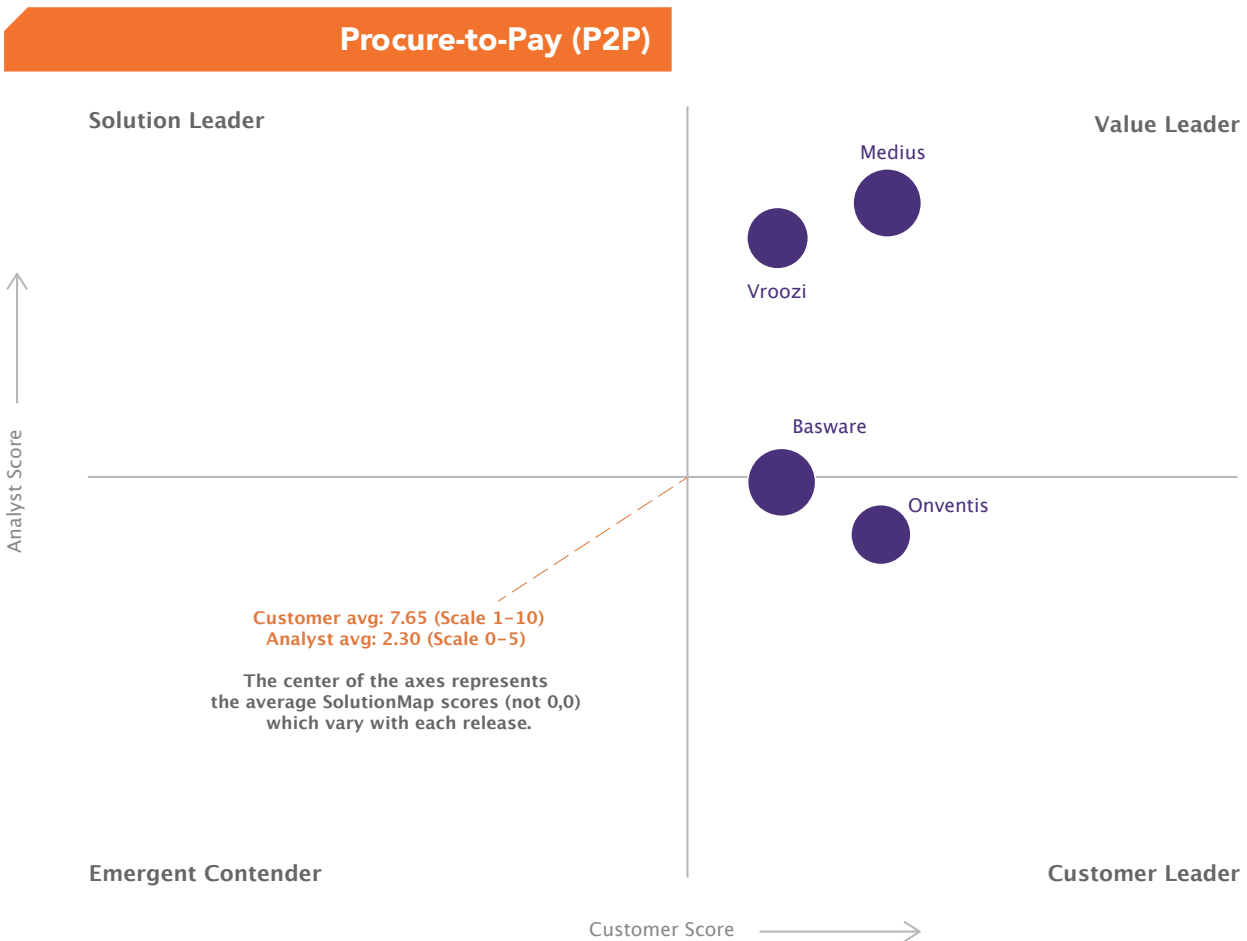 Procure-to-Pay (P2P)
Solution Leader
Value Leader
Medius
Vroozi
Basware
Onventis
Analyst Score
Customer avg: 7.65 (Scale 1–10)
Analyst avg: 2.30 (Scale 0–5)
The center of the axes represents
the average SolutionMap scores (not 0,0)
which vary with each release.
Emergent Contender
Customer Leader
Customer Score